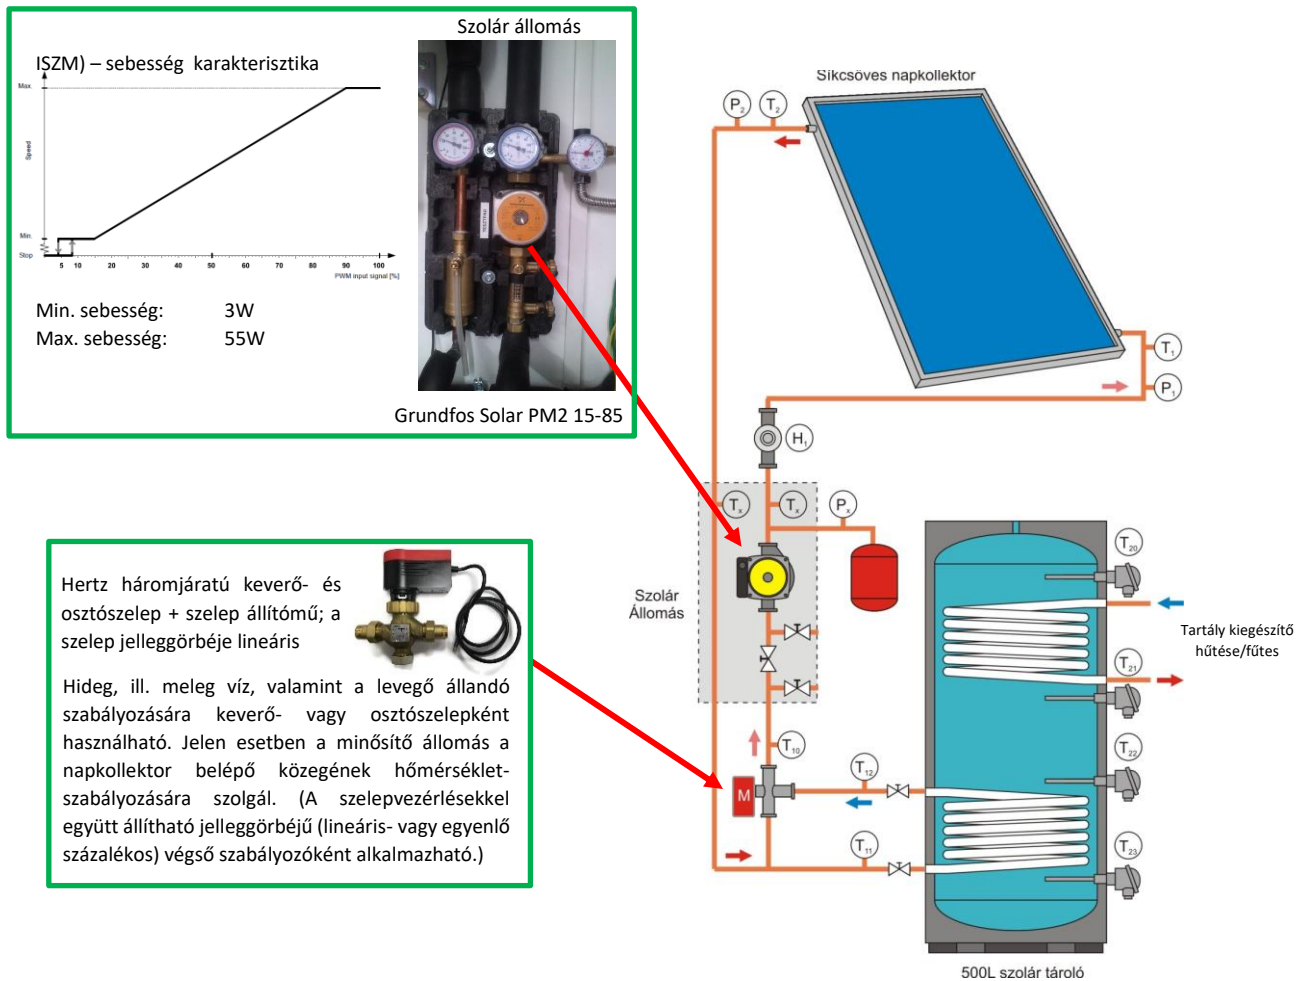 Szolár állomás
ISZM) – sebesség karakterisztika
Max.
Speed
Min.
Stop
5 10 20 30 40 50 60 70 80 90 100
PWM input signal [%]
Min. sebesség: 3W
Max. sebesség: 55W
Grundfos Solar PM2 15-85
Síkcsöves napkollektor
P2
T2
T1
P1
H1
Tx
Tx
Px
Szolár
Állomás
T10
M
T12
T11
T20
T21
T22
T23
Tartály kiegészítő
hűtése/fűtes
500L szolár tároló
Hertz háromjáratú keverő- és
osztószelep + szelep állítómű; a
szelep jelleggörbéje lineáris
Hideg, ill. meleg víz, valamint a levegő állandó
szabályozására keverő- vagy osztószelepként
használható. Jelen esetben a minősítő állomás a
napkollektor belépő közegének hőmérséklet-
szabályozására szolgál. (A szelepvezérlésekkel
együtt állítható jelleggörbéjű (lineáris- vagy egyenlő
százalékos) végső szabályozóként alkalmazható.)